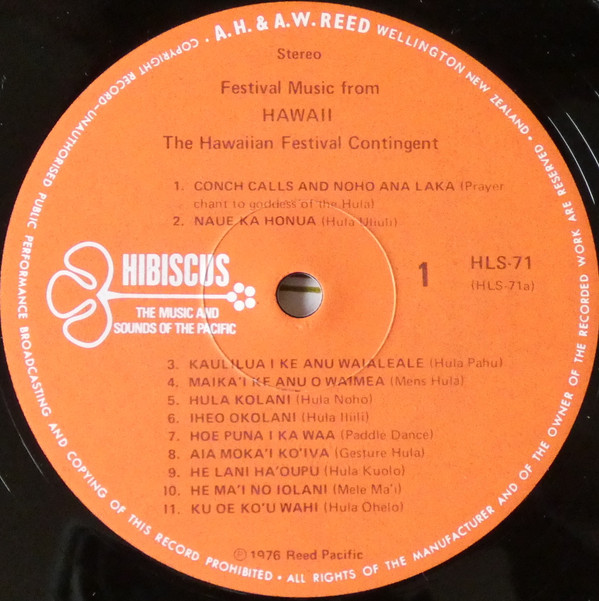 COPYRIGHT RECORD-UNAUTHORISED PUBLIC PERFORMANCE BROADCASTING AND COPYING OF THIS RECORD PROHIBITED • ALL RIGHTS OF THE MANUFACTURER AND OF THE OWNER OF THE RECORDED WORK ARE RESERVED •
• A.H. & A.W. REED WELLINGTON NEW ZEALAND •
Stereo
Festival Music from
HAWAII
The Hawaiian Festival Contingent
1. CONCH CALLS AND NOHO ANA LAKA (Prayer
chant to goddess of the Hula)
2. NAUE KA HONUA (Hula Uliuli)
HIBISCUS
THE MUSIC AND
SOUNDS OF THE PACIFIC
1
HLS-71
(HLS-71a)
3. KAULILUA I KE ANU WAIALEALE (Hula Pahu)
4. MAIKA'I KE ANU O WAIMEA (Mens Hula)
5. HULA KOLANI (Hula Noho)
6. IHEO OKOLANI (Hula Iliili)
7. HOE PUNA I KA WAA (Paddle Dance)
8. AIA MOKA'I KO'IVA (Gesture Hula)
9. HE LANI HA'OUPU (Hula Kuolo)
10. HE MA'I NO IOLANI (Mele Ma'i)
11. KU OE KO'U WAHI (Hula Ohelo)
Ⓟ 1976 Reed Pacific